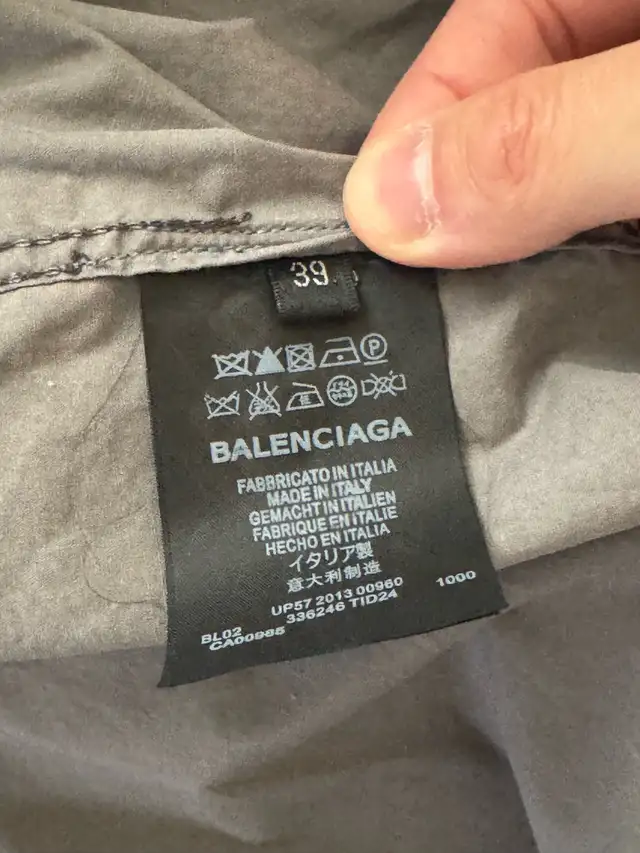 39
BALENCIAGA
FABBRICATO IN ITALIA
MADE IN ITALY
GEMACHT IN ITALIEN
FABRIQUE EN ITALIE
HECHO EN ITALIA
イタリア製
意大利制造
UP57 2013 00960 1000
336246 TID24
BL02
CA00985